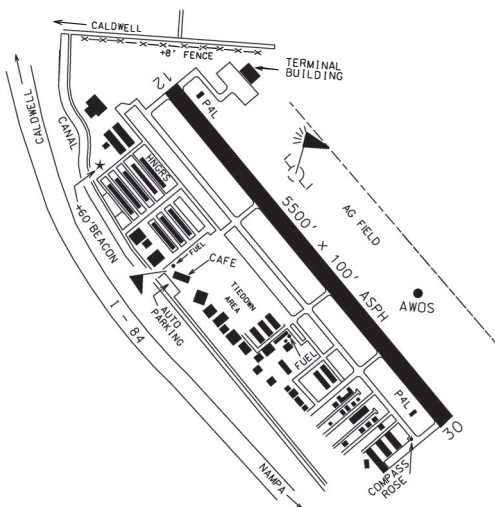 CALDWELL
+8' FENCE
TERMINAL
BUILDING
12
P4L
CALDWELL
CANAL
HNGRS
AG FIELD
+60' BEACON
5500' × 100' ASPH
FUEL
CAFE
AWOS
AUTO
PARKING
TIEDOWN
AREA
I-84
FUEL
P4L
30
COMPASS
ROSE
NAMPA